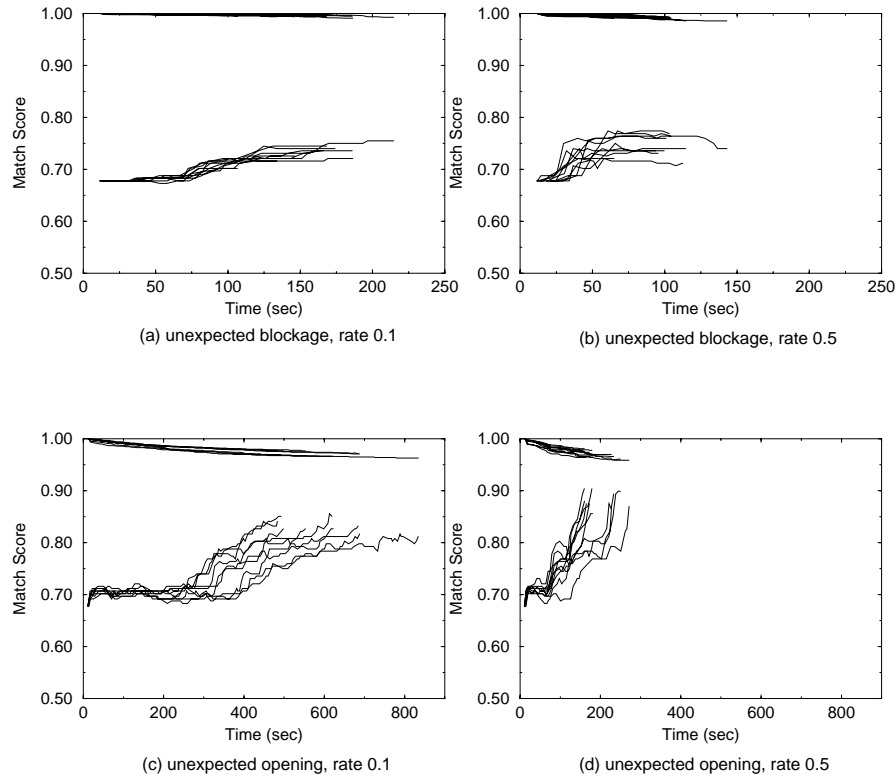 1.00
0.90
0.80
0.70
0.60
0.50
Match Score
0 50 100 150 200 250
Time (sec)
(a) unexpected blockage, rate 0.1
1.00
0.90
0.80
0.70
0.60
0.50
Match Score
0 50 100 150 200 250
Time (sec)
(b) unexpected blockage, rate 0.5
1.00
0.90
0.80
0.70
0.60
0.50
Match Score
0 200 400 600 800
Time (sec)
(c) unexpected opening, rate 0.1
1.00
0.90
0.80
0.70
0.60
0.50
Match Score
0 200 400 600 800
Time (sec)
(d) unexpected opening, rate 0.5